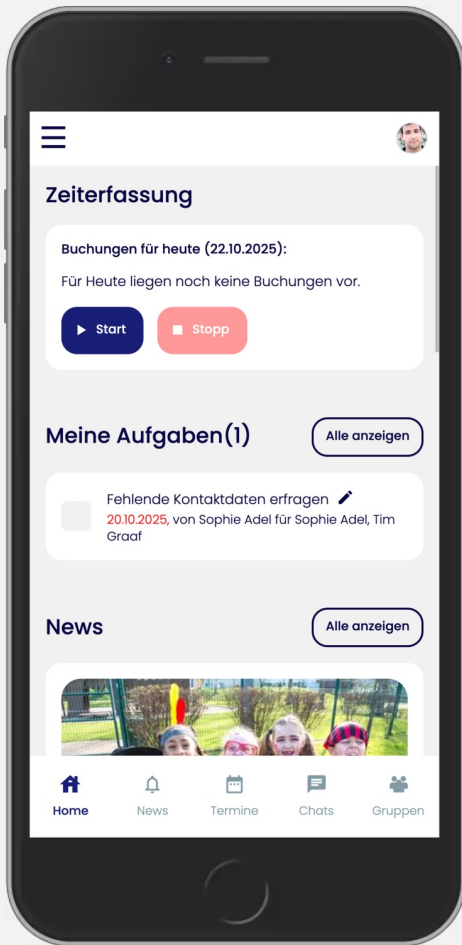 Zeiterfassung
Buchungen für heute (22.10.2025):
Für Heute liegen noch keine Buchungen vor.
Start
Stopp
Meine Aufgaben(1)
Alle anzeigen
Fehlende Kontaktdaten erfragen
20.10.2025, von Sophie Adel für Sophie Adel, Tim
Graaf
News
Alle anzeigen
Home
News
Termine
Chats
Gruppen